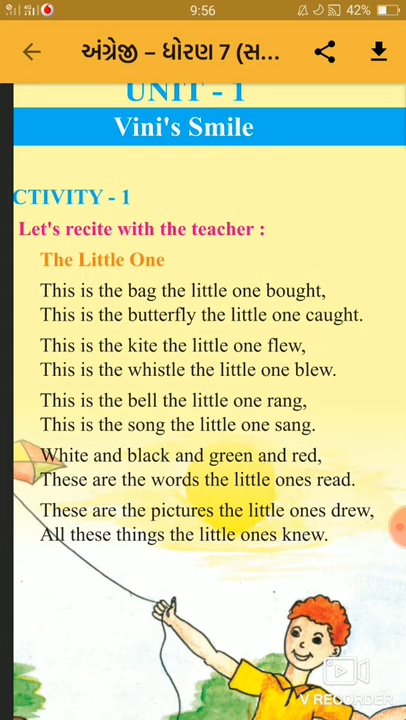 9:56
42%
અંગ્રેજી – ધોરણ 7 (સ...
UNIT - 1
Vini's Smile
CTIVITY - 1
Let's recite with the teacher :
The Little One
This is the bag the little one bought,
This is the butterfly the little one caught.
This is the kite the little one flew,
This is the whistle the little one blew.
This is the bell the little one rang,
This is the song the little one sang.
White and black and green and red,
These are the words the little ones read.
These are the pictures the little ones drew,
All these things the little ones knew.
V RECORDER